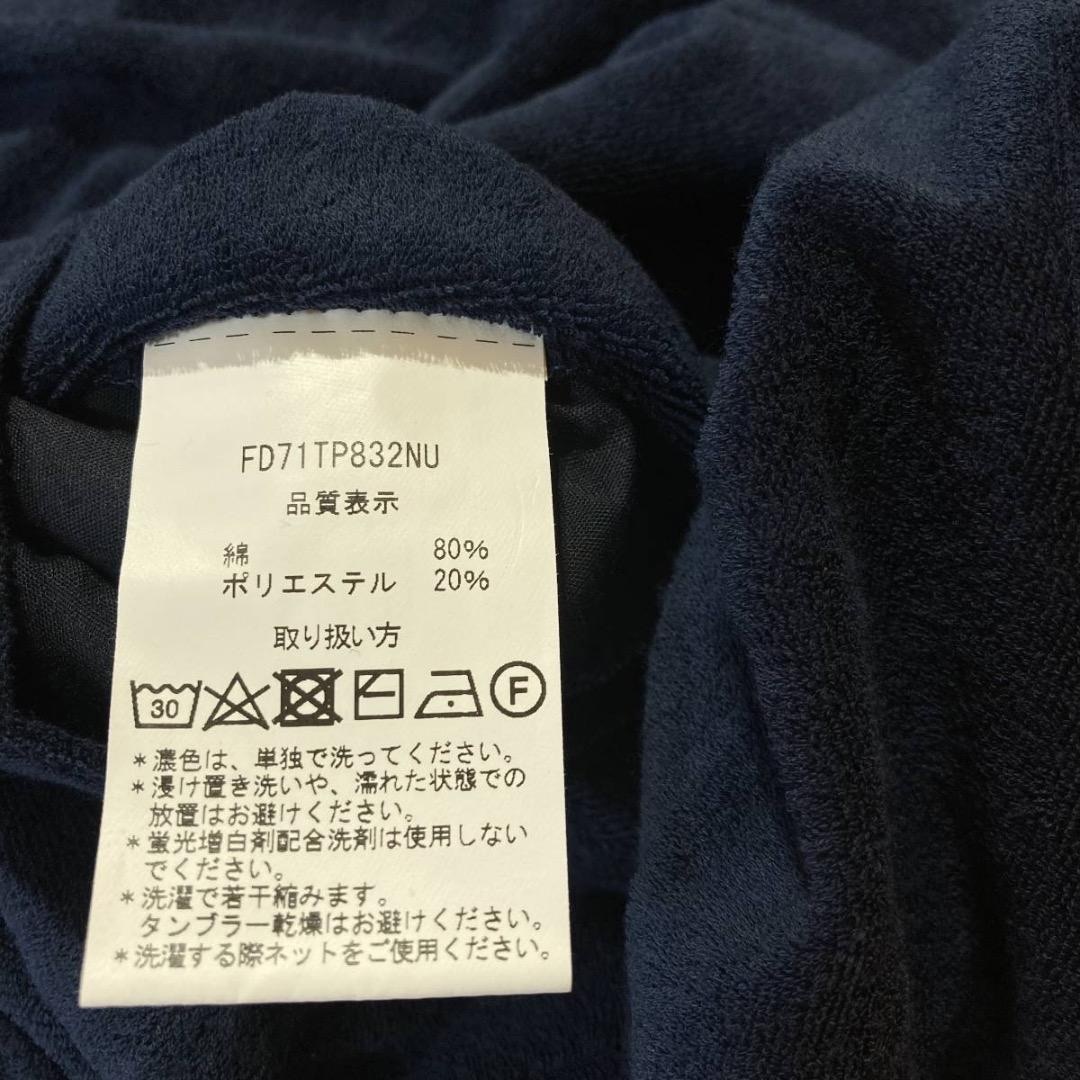 FD71TP832NU
品質表示
綿 80%
ポリエステル 20%
取り扱い方
30 F
*濃色は、単独で洗ってください。
*浸け置き洗いや、濡れた状態での
放置はお避けください。
*蛍光増白剤配合洗剤は使用しない
でください。
*洗濯で若干縮みます。
タンブラー乾燥はお避けください。
*洗濯する際ネットをご使用ください。